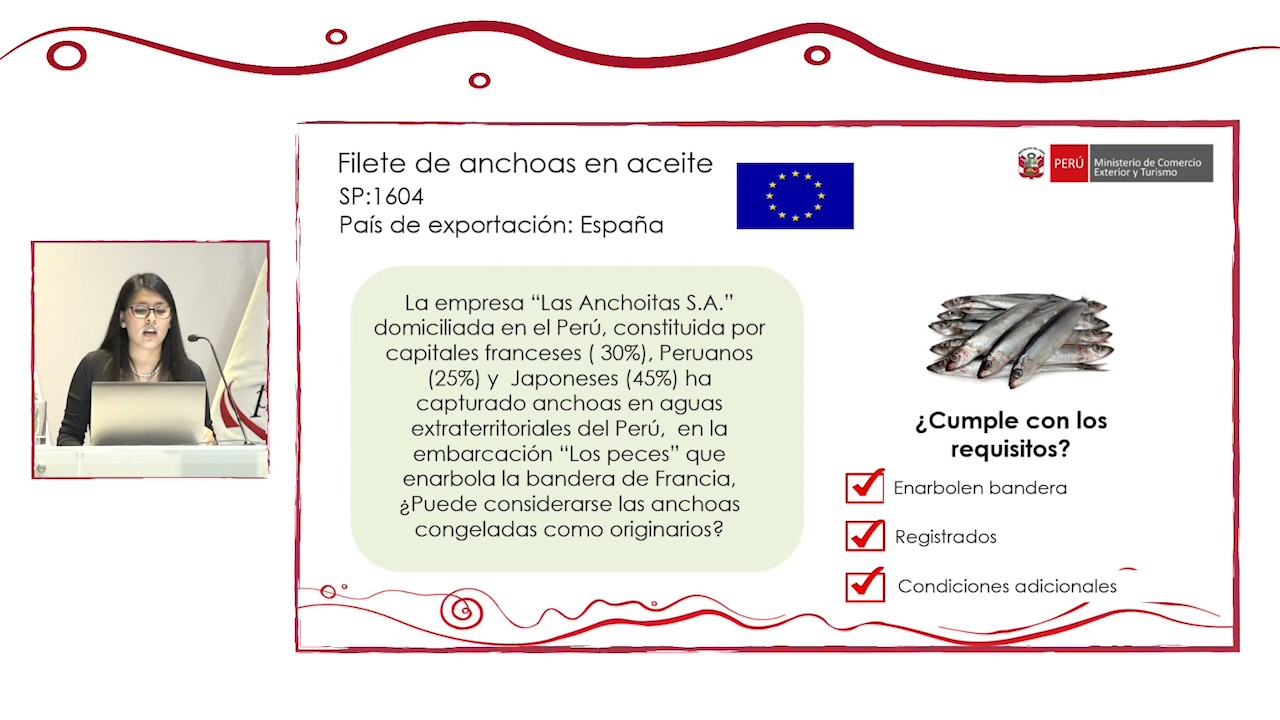 Filete de anchoas en aceite
SP:1604
País de exportación: España
PERÚ
Ministerio de Comercio
Exterior y Turismo
La empresa “Las Anchoitas S.A.”
domiciliada en el Perú, constituida por
capitales franceses ( 30%), Peruanos
(25%) y Japoneses (45%) ha
capturado anchoas en aguas
extraterritoriales del Perú, en la
embarcación “Los peces” que
enarbola la bandera de Francia,
¿Puede considerarse las anchoas
congeladas como originarios?
¿Cumple con los
requisitos?
Enarbolen bandera
Registrados
Condiciones adicionales